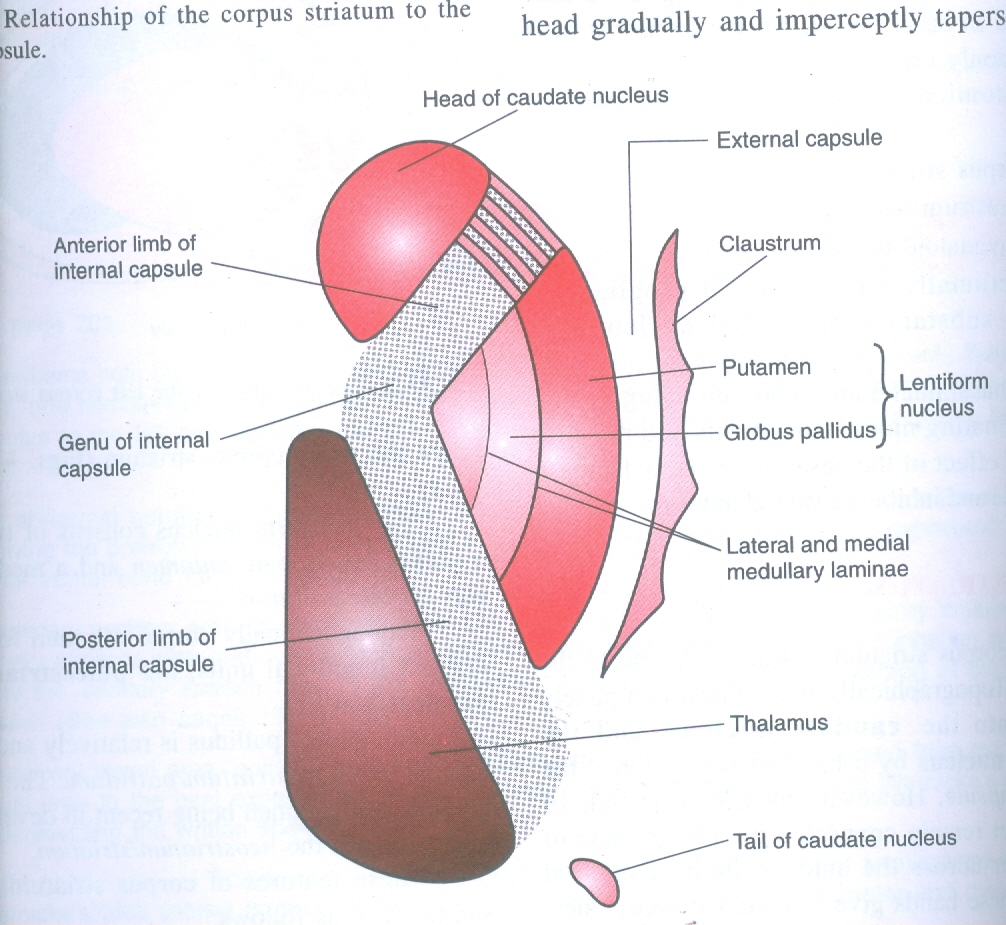 Relationship of the corpus striatum to the
head gradually and imperceptly tapers
Head of caudate nucleus
External capsule
Anterior limb of
internal capsule
Claustrum
Putamen
Lentiform
nucleus
Globus pallidus
Genu of internal
capsule
Lateral and medial
medullary laminae
Posterior limb of
internal capsule
Thalamus
Tail of caudate nucleus